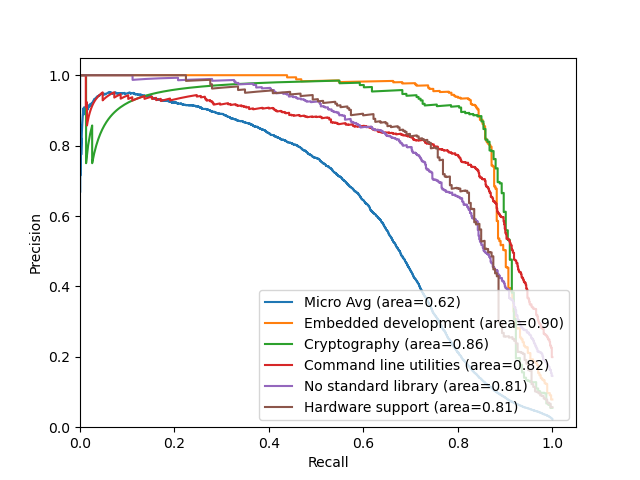 1.0
0.8
0.6
0.4
0.2
0.0
Precision
0.0 0.2 0.4 0.6 0.8 1.0
Recall
Micro Avg (area=0.62)
Embedded development (area=0.90)
Cryptography (area=0.86)
Command line utilities (area=0.82)
No standard library (area=0.81)
Hardware support (area=0.81)